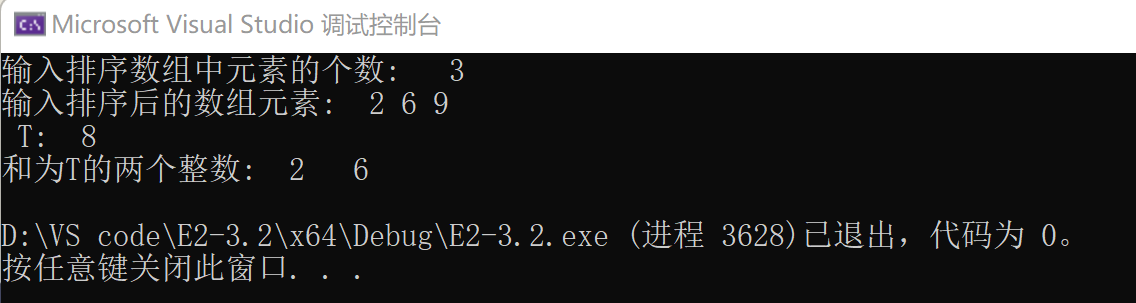 C:\ Microsoft Visual Studio 调试控制台
输入排序数组中元素的个数:   3
输入排序后的数组元素:  2 6 9
 T:  8
和为T的两个整数:  2   6
D:\VS code\E2-3.2\x64\Debug\E2-3.2.exe (进程 3628)已退出，代码为 0。
按任意键关闭此窗口. . .